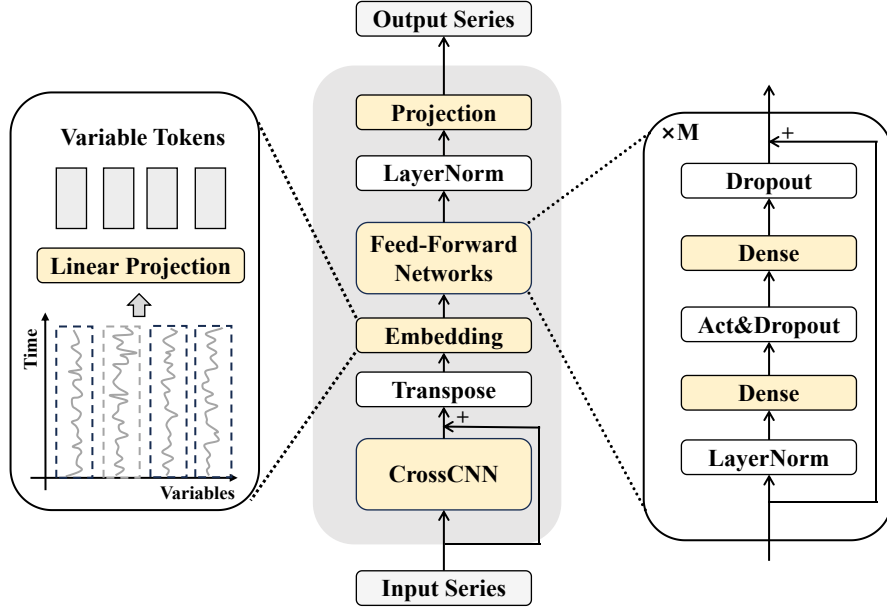 Output Series
Projection
LayerNorm
Feed-Forward
Networks
Embedding
Transpose
+
CrossCNN
Input Series
Variable Tokens
Linear Projection
Time
Variables
×M
+
Dropout
Dense
Act&Dropout
Dense
LayerNorm